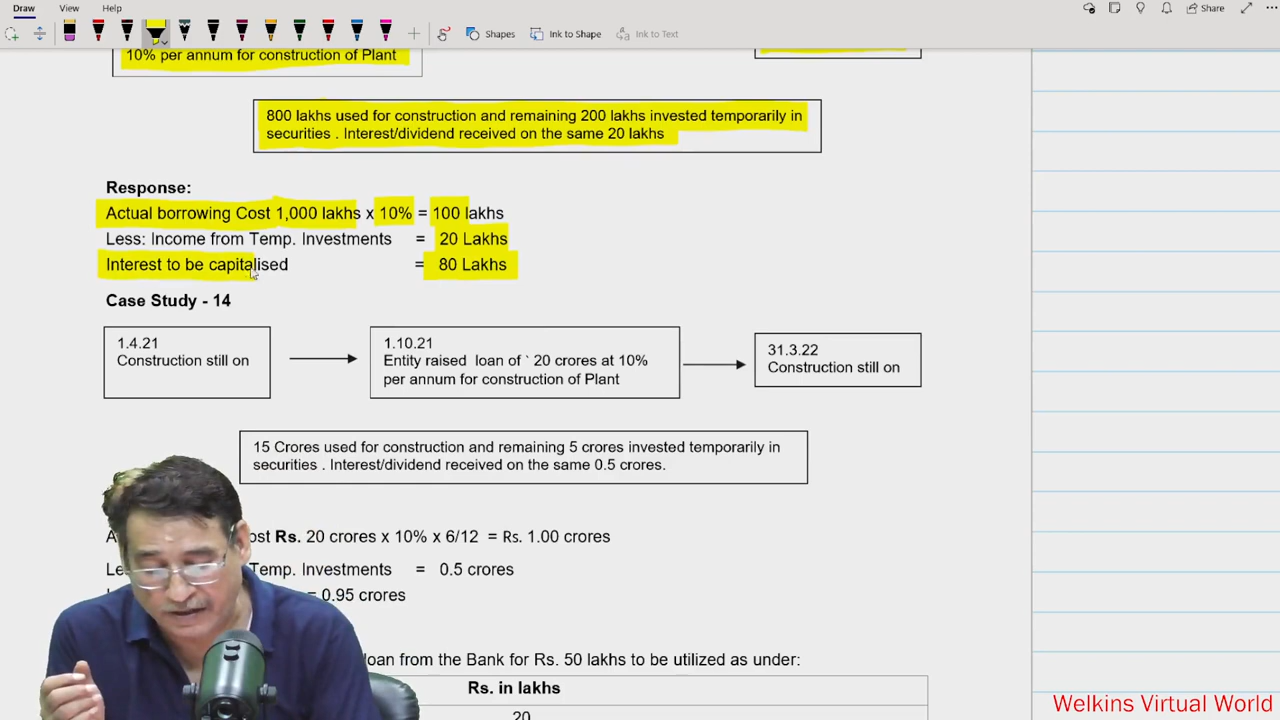 Draw View Help
Share
Shapes Ink to Shape Ink to Text
10% per annum for construction of Plant
800 lakhs used for construction and remaining 200 lakhs invested temporarily in
securities . Interest/dividend received on the same 20 lakhs
Response:
Actual borrowing Cost 1,000 lakhs x 10% = 100 lakhs
Less: Income from Temp. Investments = 20 Lakhs
Interest to be capitalised = 80 Lakhs
Case Study - 14
1.4.21
Construction still on
1.10.21
Entity raised loan of ` 20 crores at 10%
per annum for construction of Plant
31.3.22
Construction still on
15 Crores used for construction and remaining 5 crores invested temporarily in
securities . Interest/dividend received on the same 0.5 crores.
Rs. 20 crores x 10% x 6/12 = Rs. 1.00 crores
Temp. Investments = 0.5 crores
= 0.95 crores
loan from the Bank for Rs. 50 lakhs to be utilized as under:
Rs. in lakhs
20
Welkins Virtual World